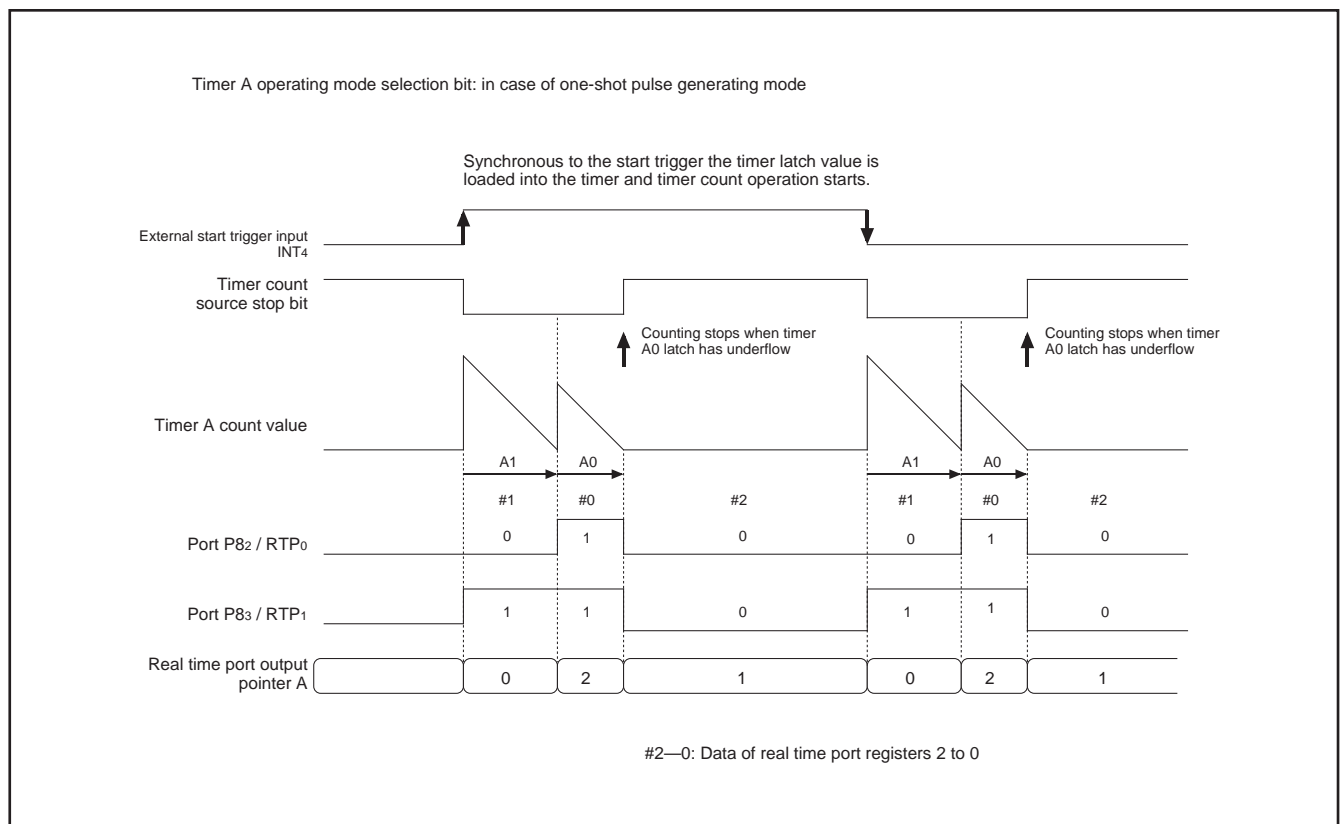 Timer A operating mode selection bit: in case of one-shot pulse generating mode
Synchronous to the start trigger the timer latch value is
loaded into the timer and timer count operation starts.
External start trigger input
INT4
Timer count
source stop bit
Counting stops when timer
A0 latch has underflow
Counting stops when timer
A0 latch has underflow
Timer A count value
A1 A0 A1 A0
#1 #0 #2 #1 #0 #2
Port P82 / RTP0 0 1 0 0 1 0
Port P83 / RTP1 1 1 0 1 1 0
Real time port output
pointer A 0 2 1 0 2 1
#2—0: Data of real time port registers 2 to 0